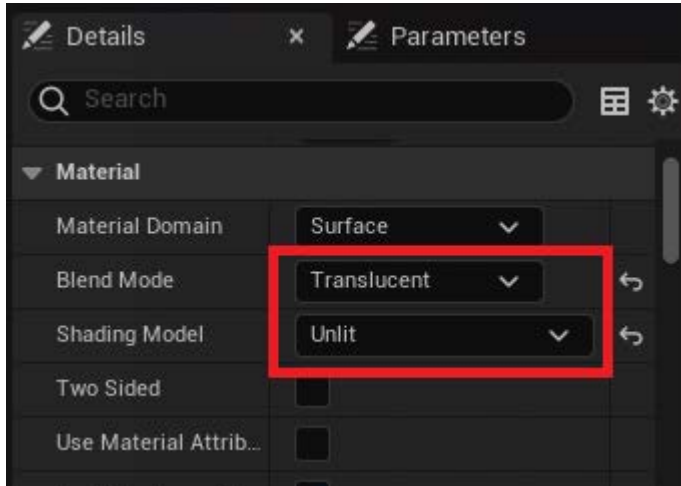 Details
Parameters
Search
Material
Material Domain
Surface
Blend Mode
Translucent
Shading Model
Unlit
Two Sided
Use Material Attrib...